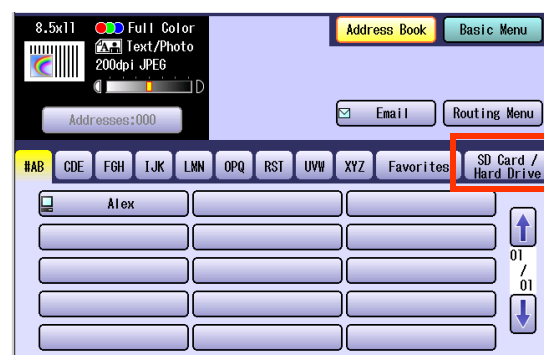 8.5x11 Full Color
A Text/Photo
200dpi JPEG
Addresses:000
Address Book
Basic Menu
Email
Routing Menu
#AB CDE FGH IJK LMN OPQ RST UVW XYZ Favorites SD Card /
Hard Drive
Alex
01
/
01